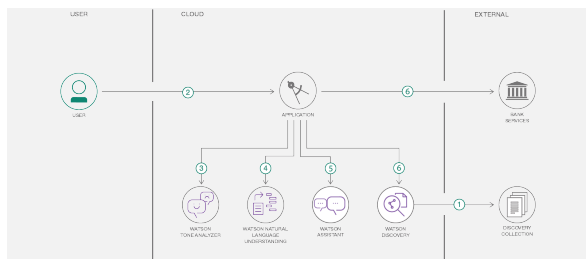 USER
CLOUD
EXTERNAL
2
6
USER
APPLICATION
BANK
SERVICES
3
4
5
6
1
WATSON
TONE ANALYZER
WATSON NATURAL
LANGUAGE
UNDERSTANDING
WATSON
ASSISTANT
WATSON
DISCOVERY
DISCOVERY
COLLECTION